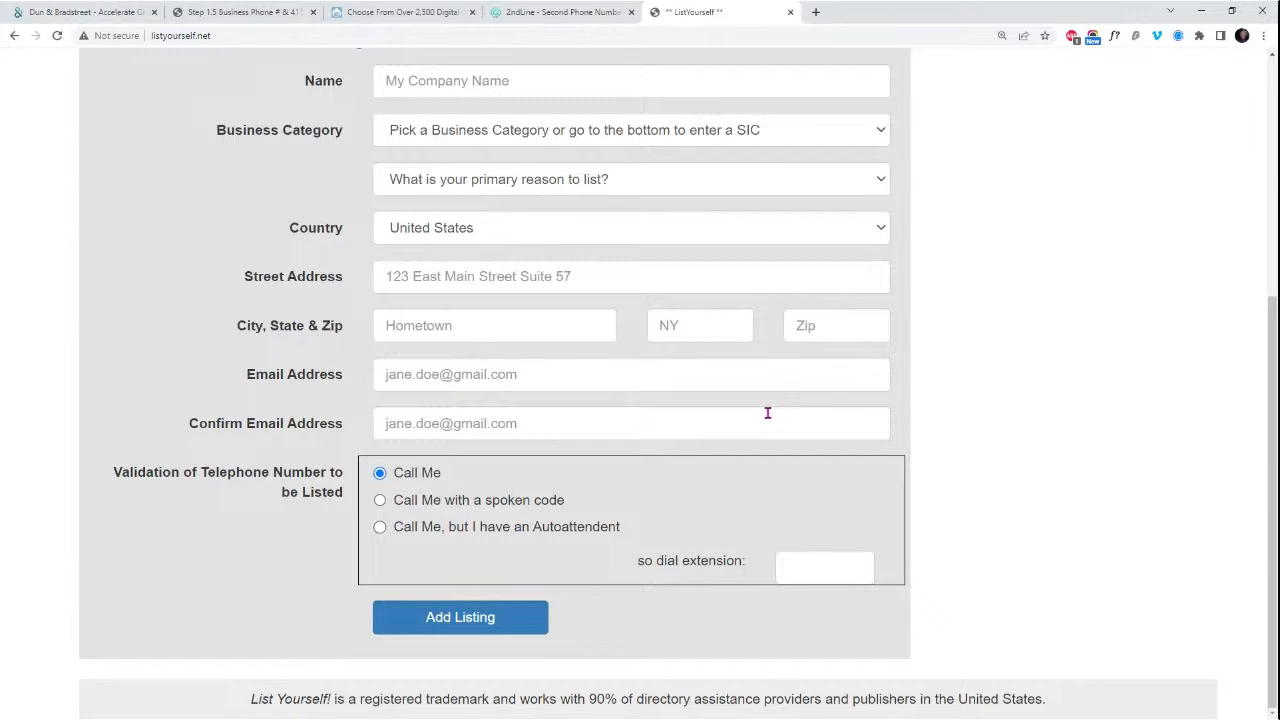 Dun & Bradstreet - Accelerate G
Step 1.5 Business Phone # & 411
Choose From Over 2,500 Digital
2ndLine - Second Phone Numbe
** ListYourself **
Not secure
listyourself.net
New
Name
My Company Name
Business Category
Pick a Business Category or go to the bottom to enter a SIC
What is your primary reason to list?
Country
United States
Street Address
123 East Main Street Suite 57
City, State & Zip
Hometown
NY
Zip
Email Address
jane.doe@gmail.com
Confirm Email Address
jane.doe@gmail.com
Validation of Telephone Number to
be Listed
Call Me
Call Me with a spoken code
Call Me, but I have an Autoattendent
so dial extension:
Add Listing
List Yourself! is a registered trademark and works with 90% of directory assistance providers and publishers in the United States.